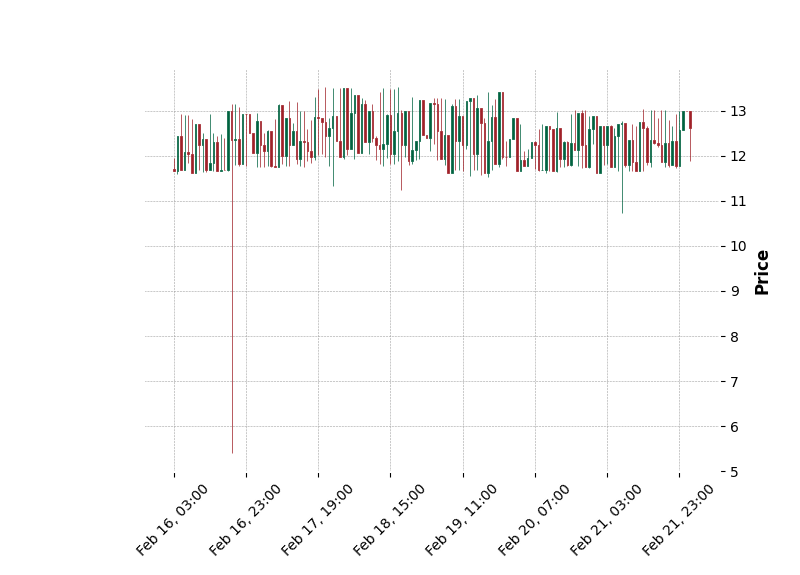 13
12
11
10
9
8
7
6
5
Price
Feb 16, 03:00
Feb 16, 23:00
Feb 17, 19:00
Feb 18, 15:00
Feb 19, 11:00
Feb 20, 07:00
Feb 21, 03:00
Feb 21, 23:00